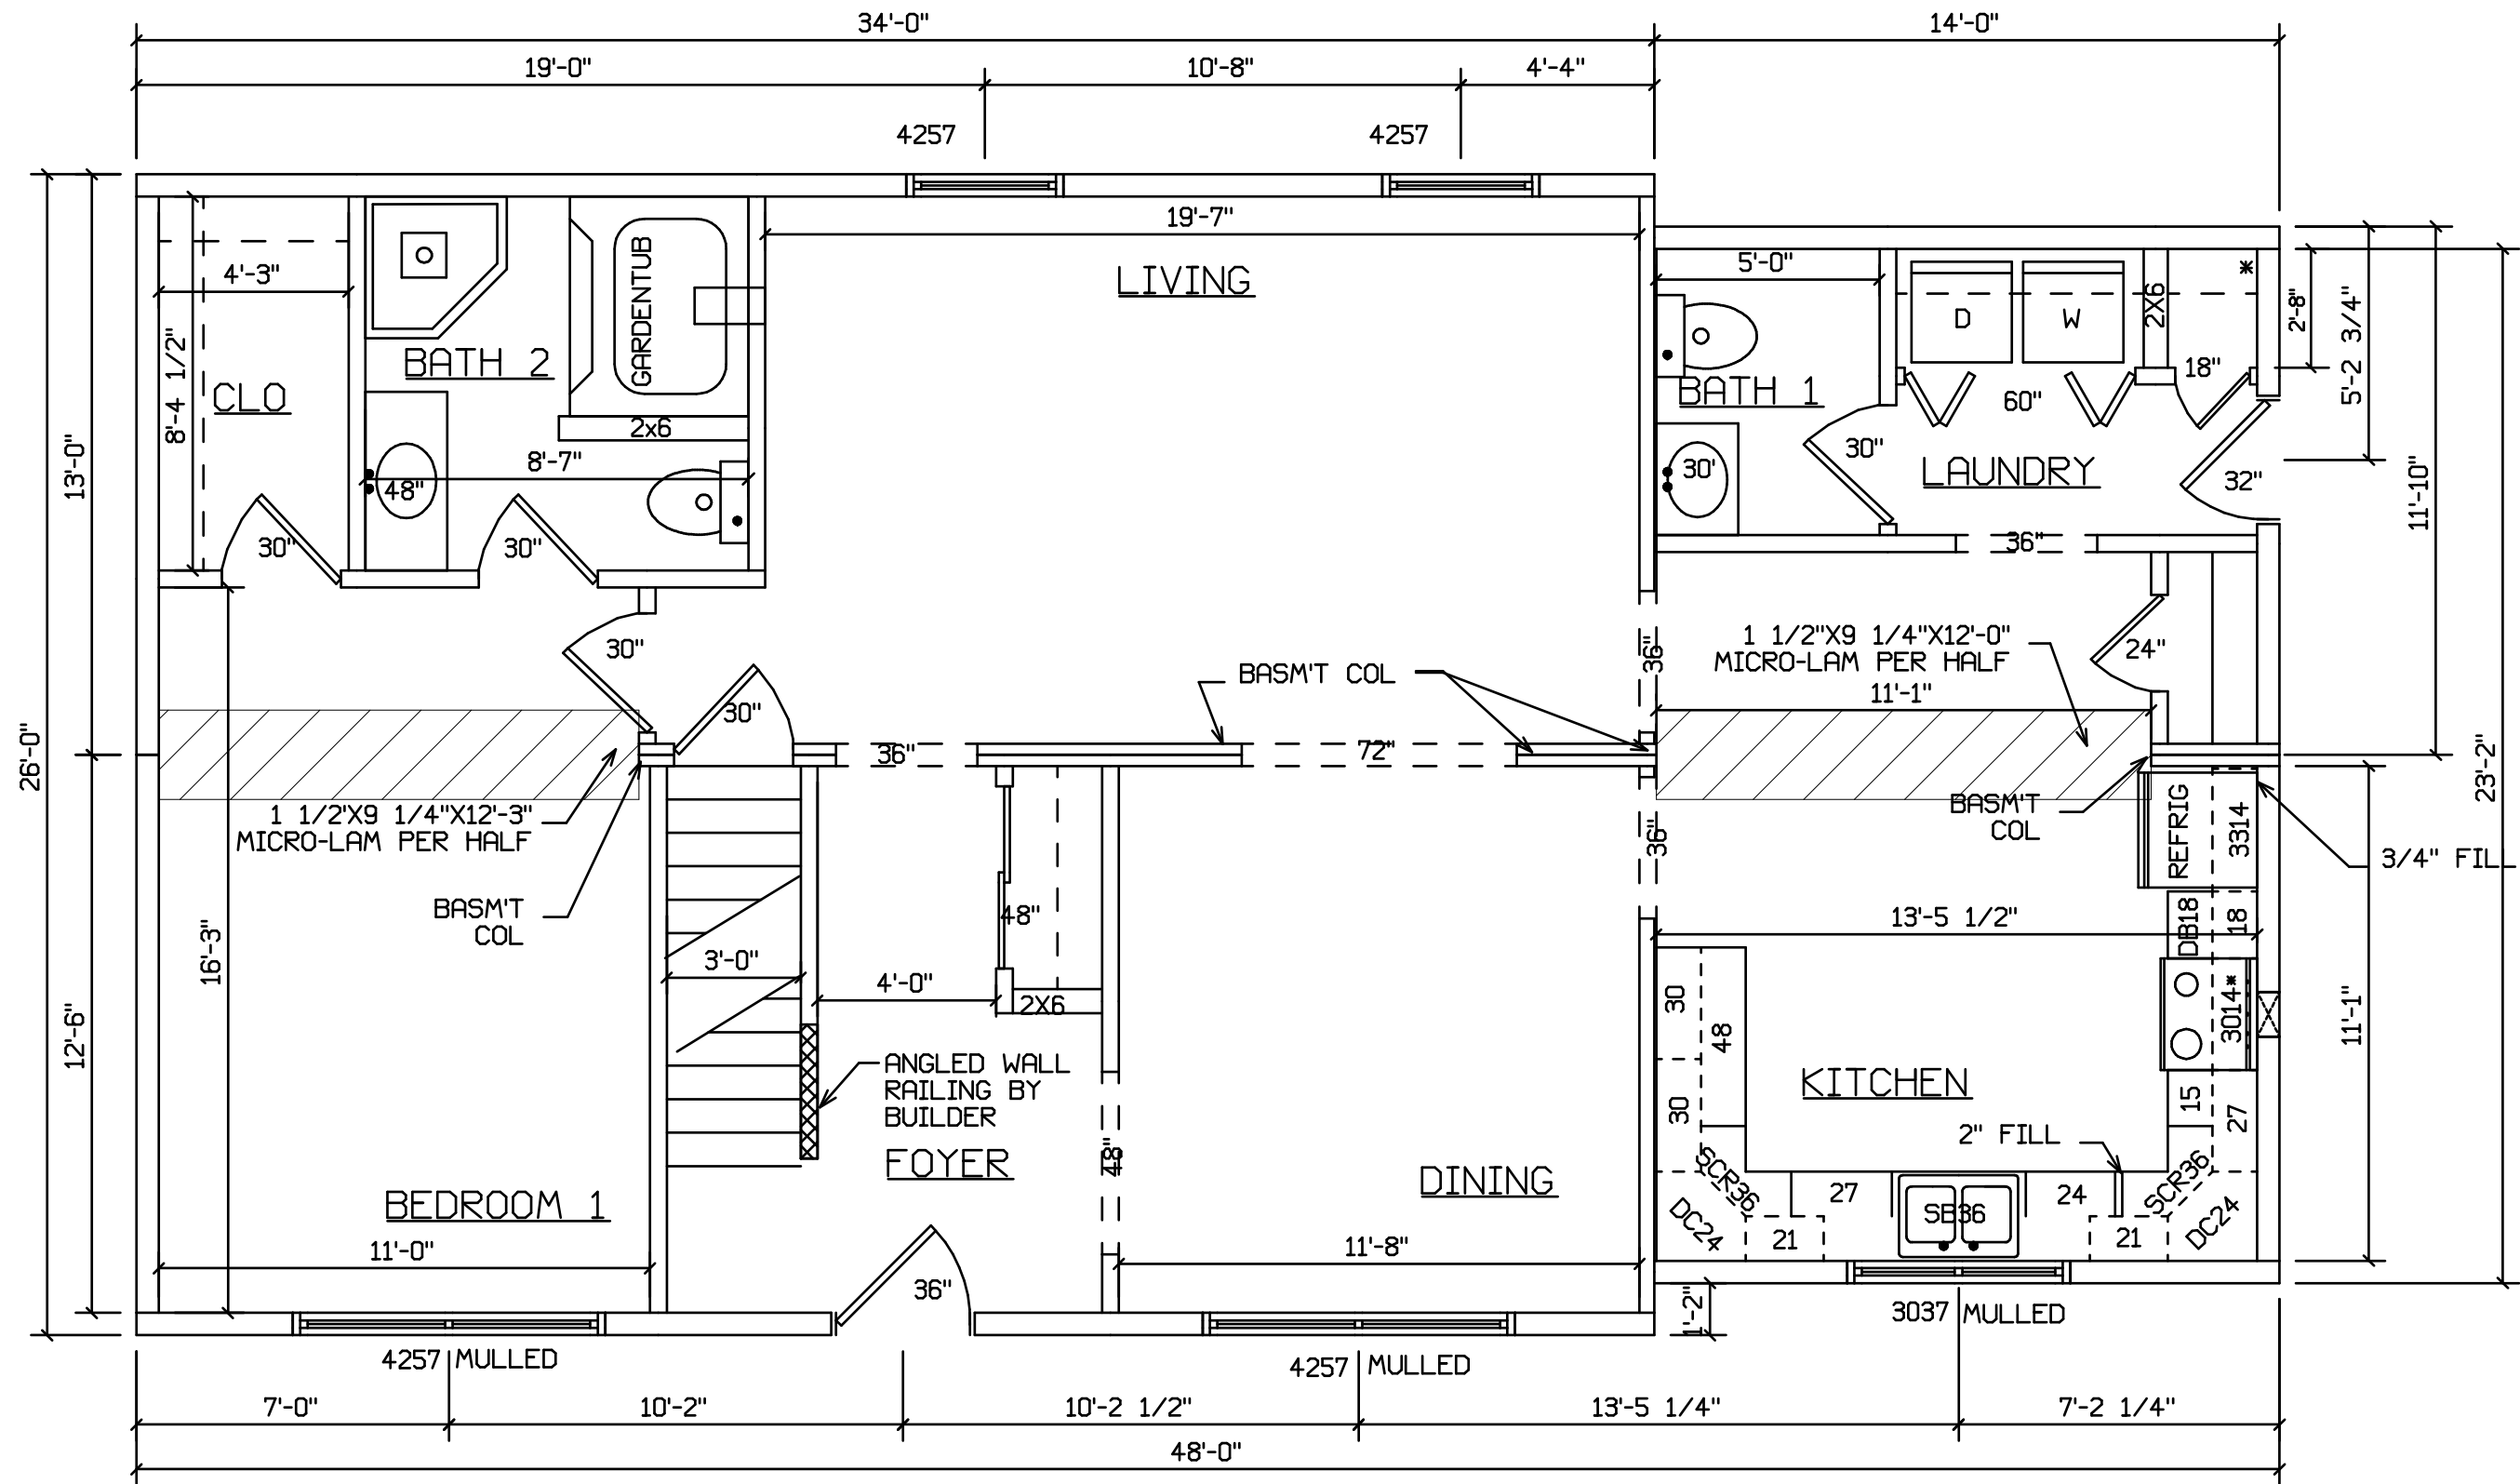 34'-0"
14'-0"
19'-0"
10'-8"
4'-4"
4257
4257
19'-7"
4'-3"
LIVING
GARDENTUB
5'-0"
*
2X6
2'-8"
5'-2 3/4"
D
W
8'-4 1/2"
CLO
BATH 2
BATH 1
18"
60"
2x6
13'-0"
8'-7"
48"
30'
30"
LAUNDRY
32"
11'-10"
30"
30"
36"
30"
36"
1 1/2"X9 1/4"X12'-0"
MICRO-LAM PER HALF
24"
BASM'T COL
11'-1"
30"
36"
72"
26'-0"
23'-2"
1 1/2'X9 1/4"X12'-3"
MICRO-LAM PER HALF
BASM'T
COL
36"
REFRIG
3314
3/4" FILL
BASM'T
COL
48"
13'-5 1/2"
DB18
18
16'-3"
3'-0"
4'-0"
2X6
30
48
3014*
11'-1"
12'-6"
ANGLED WALL
RAILING BY
BUILDER
KITCHEN
30
15
27
2" FILL
FOYER
48"
DINING
SCR36
DC24
27
SB36
24
SCR36
DC24
21
21
BEDROOM 1
11'-0"
11'-8"
36"
1'-2"
3037 MULLED
4257 MULLED
4257 MULLED
7'-0"
10'-2"
10'-2 1/2"
13'-5 1/4"
7'-2 1/4"
48'-0"